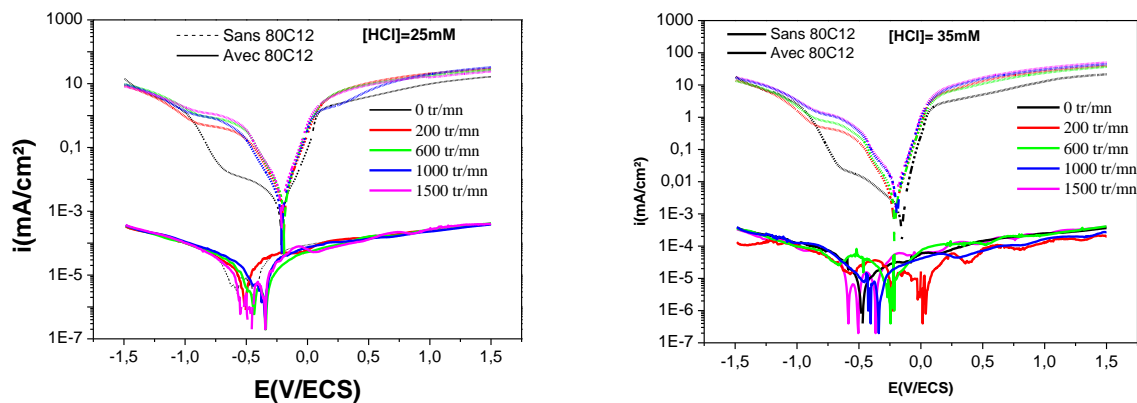 1000
Sans 80C12
Avec 80C12
[HCl]=25mM
10
0,1
1E-3
1E-5
1E-7
i(mA/cm²)
0 tr/mn
200 tr/mn
600 tr/mn
1000 tr/mn
1500 tr/mn
-1,5 -1,0 -0,5 0,0 0,5 1,0 1,5
E(V/ECS)
1000
Sans 80C12
Avec 80C12
[HCl]= 35mM
100
10
1
0,1
0,01
1E-3
1E-4
1E-5
1E-6
1E-7
i(mA/cm²)
0 tr/mn
200 tr/mn
600 tr/mn
1000 tr/mn
1500 tr/mn
-1,5 -1,0 -0,5 0,0 0,5 1,0 1,5
E(V/ECS)